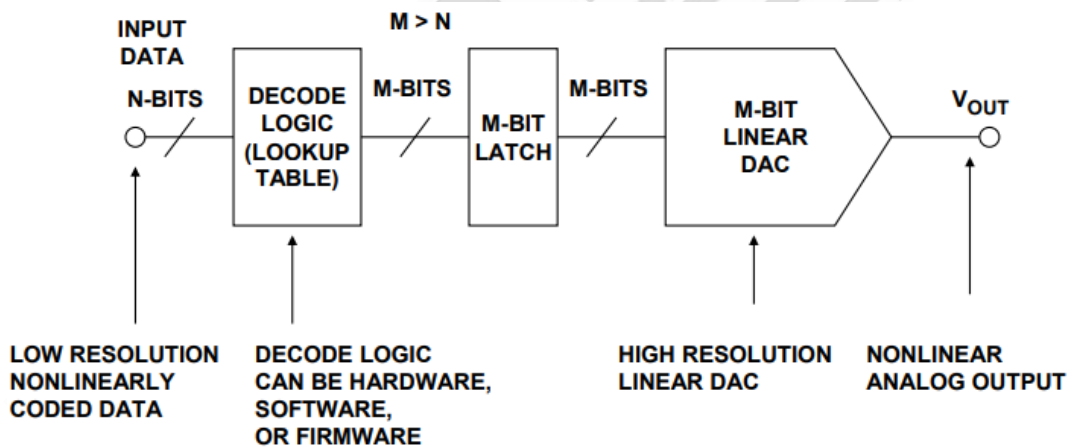 INPUT
DATA
M > N
N-BITS
DECODE
LOGIC
(LOOKUP
TABLE)
M-BITS
M-BIT
LATCH
M-BITS
M-BIT
LINEAR
DAC
VOUT
LOW RESOLUTION
NONLINEARLY
CODED DATA
DECODE LOGIC
CAN BE HARDWARE,
SOFTWARE,
OR FIRMWARE
HIGH RESOLUTION
LINEAR DAC
NONLINEAR
ANALOG OUTPUT